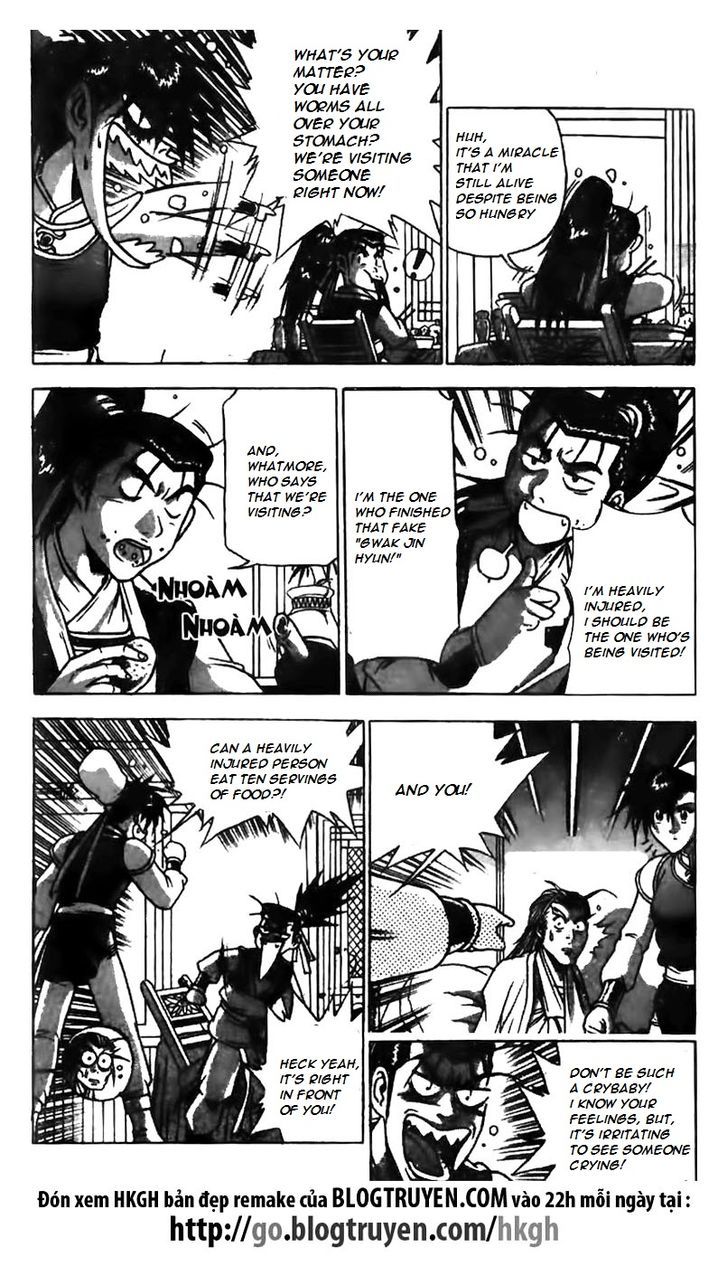 WHAT'S YOUR
MATTER?
YOU HAVE
WORMS ALL
OVER YOUR
STOMACH?
WE'RE VISITING
SOMEONE
RIGHT NOW!
HUH,
IT'S A MIRACLE
THAT I'M
STILL ALIVE
DESPITE BEING
SO HUNGRY
AND,
WHATMORE,
WHO SAYS
THAT WE'RE
VISITING?
NHOÀM
NHOÀM
I'M THE ONE
WHO FINISHED
THAT FAKE
"GWAK JIN
HYUN!"
I'M HEAVILY
INJURED,
I SHOULD BE
THE ONE WHO'S
BEING VISITED!
CAN A HEAVILY
INJURED PERSON
EAT TEN SERVINGS
OF FOOD?!
HECK YEAH,
IT'S RIGHT
IN FRONT
OF YOU!
AND YOU!
DON'T BE SUCH
A CRYBABY!
I KNOW YOUR
FEELINGS, BUT,
IT'S IRRITATING
TO SEE SOMEONE
CRYING!
Đón xem HKGH bản đẹp remake của BLOGTRUYEN.COM vào 22h mỗi ngày tại :
http://go.blogtruyen.com/hkgh